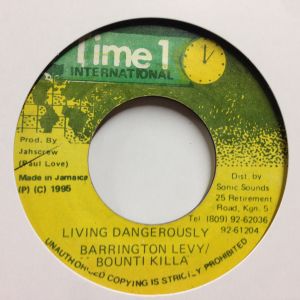 Time 1
INTERNATIONAL
Prod. By
Jahscrew
(Paul Love)
Made in Jamaica
(P) (C) 1995
Dist. by
Sonic Sounds
25 Retirement
Road, Kgn. 5
Tel (809) 92-62036
92-61204
LIVING DANGEROUSLY
BARRINGTON LEVY/
BOUNTI KILLA
UNAUTHORIZED COPYING IS STRICTLY PROHIBITED